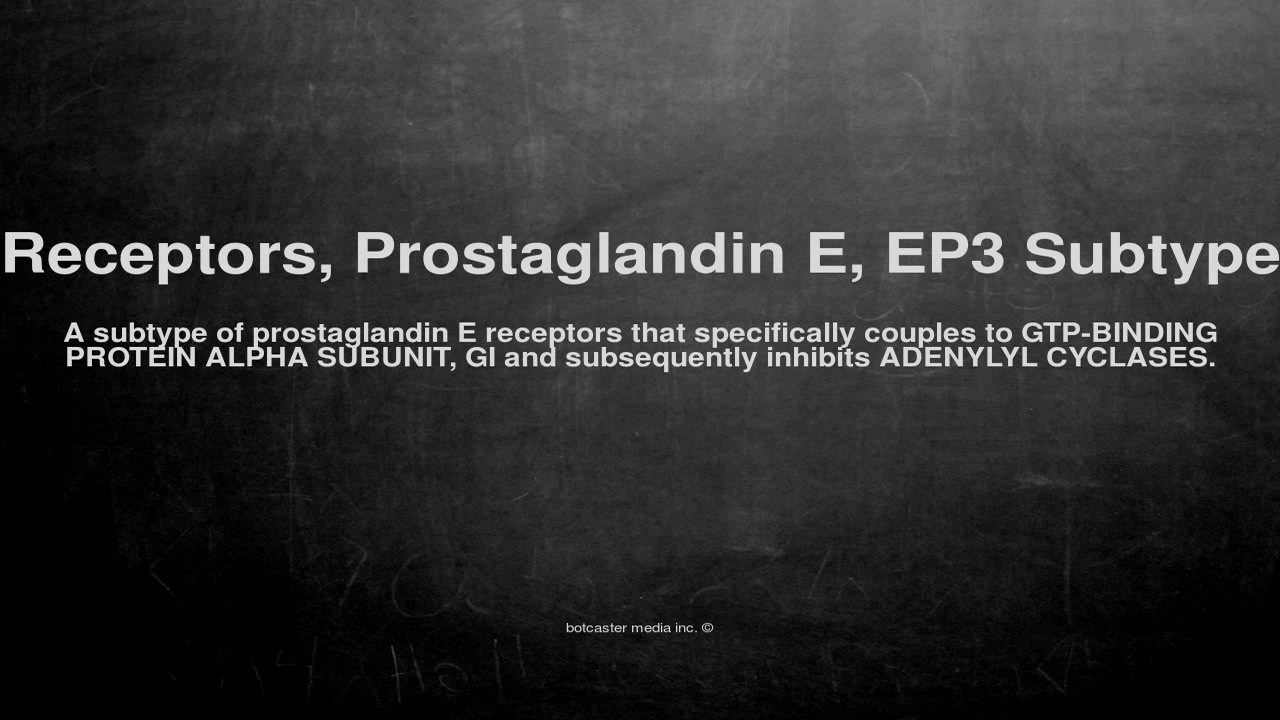 Receptors, Prostaglandin E, EP3 Subtype
A subtype of prostaglandin E receptors that specifically couples to GTP-BINDING
PROTEIN ALPHA SUBUNIT, GI and subsequently inhibits ADENYLYL CYCLASES.
botcaster media inc. ©